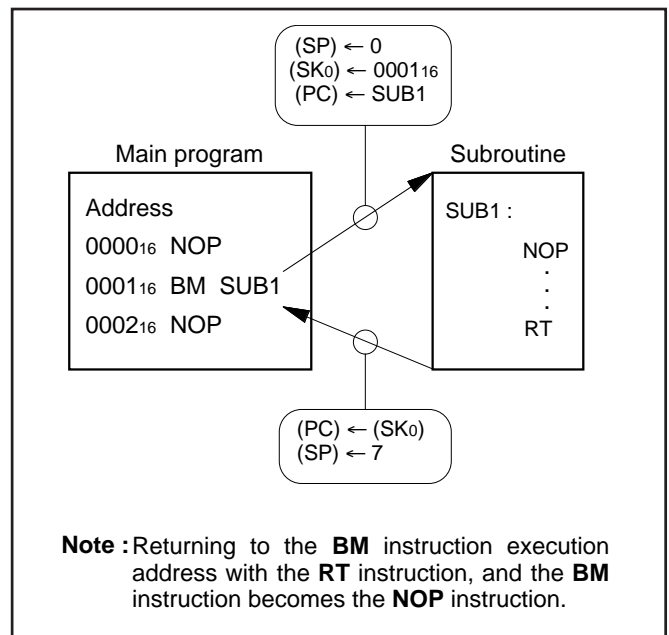 (SP) ← 0
(SK0) ← 000116
(PC) ← SUB1
Main program
Subroutine
Address
000016 NOP
000116 BM SUB1
000216 NOP
SUB1 :
NOP
.
.
.
RT
(PC) ← (SK0)
(SP) ← 7
Note : Returning to the BM instruction execution
address with the RT instruction, and the BM
instruction becomes the NOP instruction.